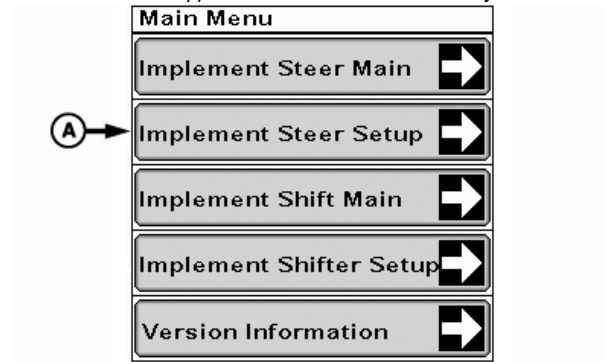 Main Menu
Implement Steer Main
A
Implement Steer Setup
Implement Shift Main
Implement Shifter Setup
Version Information